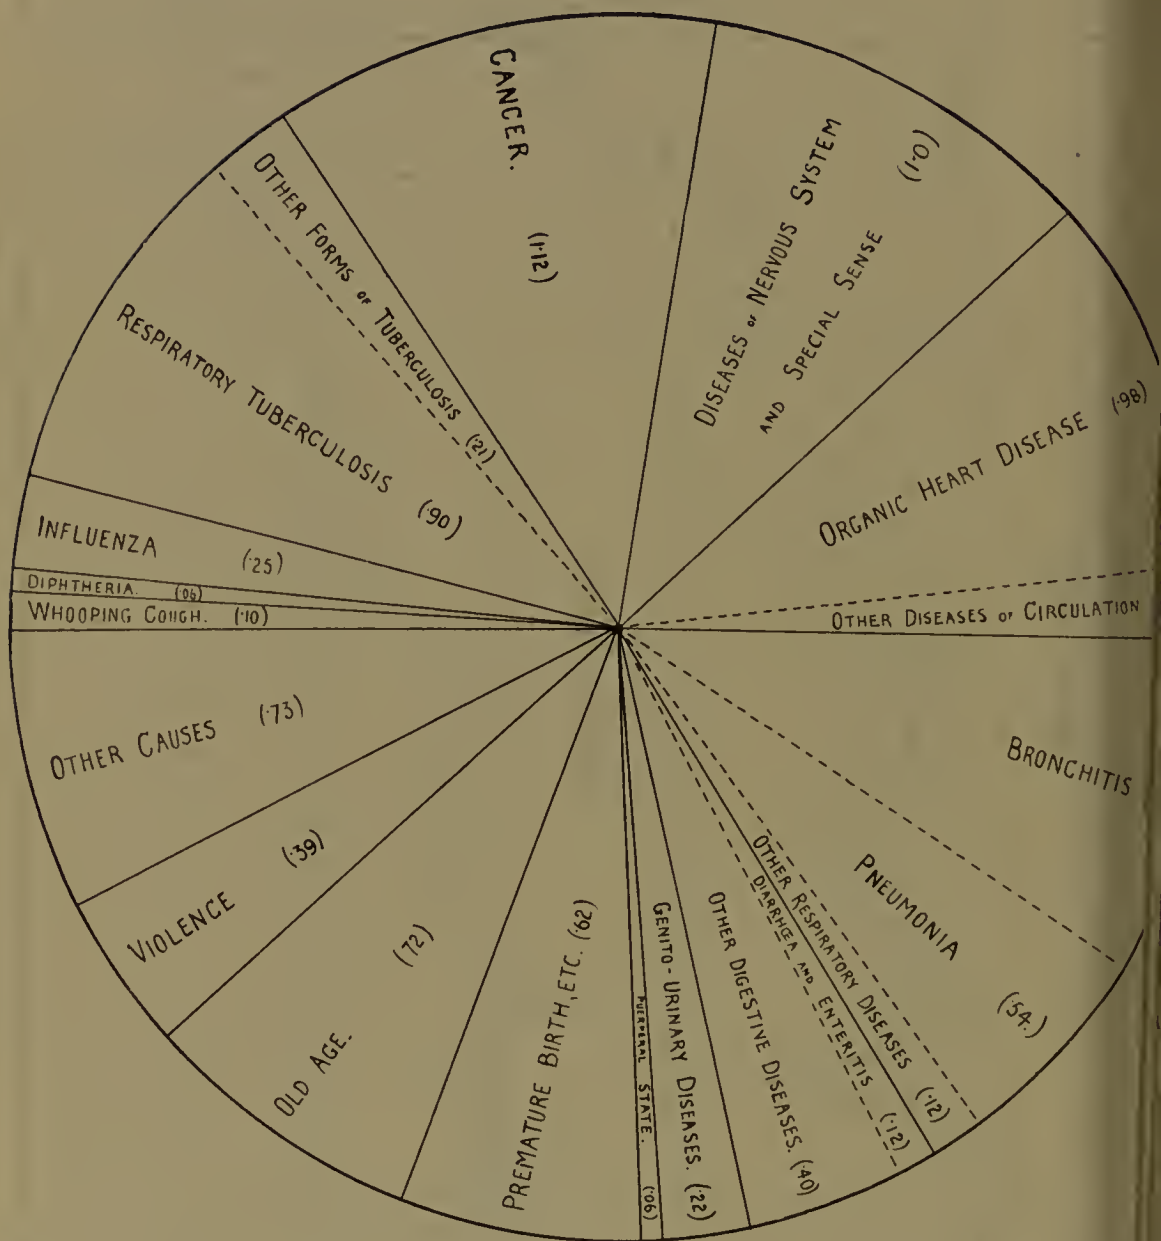 CANCER. (1·12)
DISEASES OF NERVOUS SYSTEM
AND SPECIAL SENSE (1·0)
ORGANIC HEART DISEASE (·98)
OTHER DISEASES OF CIRCULATION
BRONCHITIS
PNEUMONIA (·54.)
OTHER RESPIRATORY DISEASES (·12)
DIARRHŒA AND ENTERITIS (·12)
OTHER DIGESTIVE DISEASES. (·40)
GENITO-URINARY DISEASES. (·22)
PUERPERAL STATE. (·06)
PREMATURE BIRTH, ETC. (·62)
OLD AGE. (·72)
VIOLENCE (·39)
OTHER CAUSES (·73)
WHOOPING COUGH. (·10)
DIPHTHERIA. (·06)
INFLUENZA (·25)
RESPIRATORY TUBERCULOSIS (·90)
OTHER FORMS OF TUBERCULOSIS (·21)